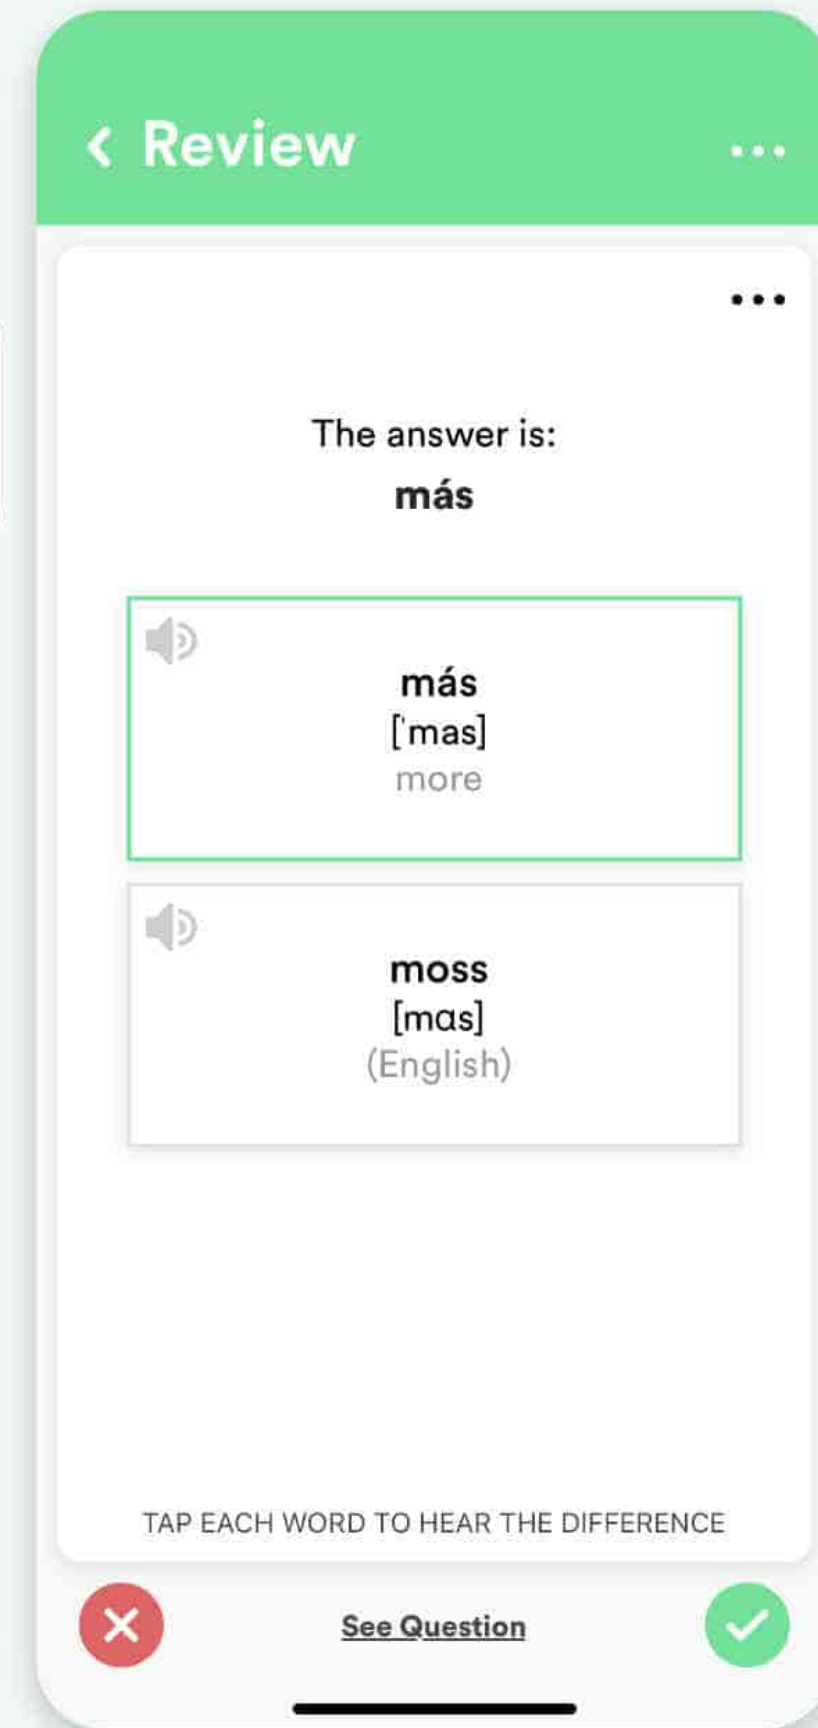 Review
The answer is:
más
más
[ˈmas]
more
moss
[mɑs]
(English)
TAP EACH WORD TO HEAR THE DIFFERENCE
See Question